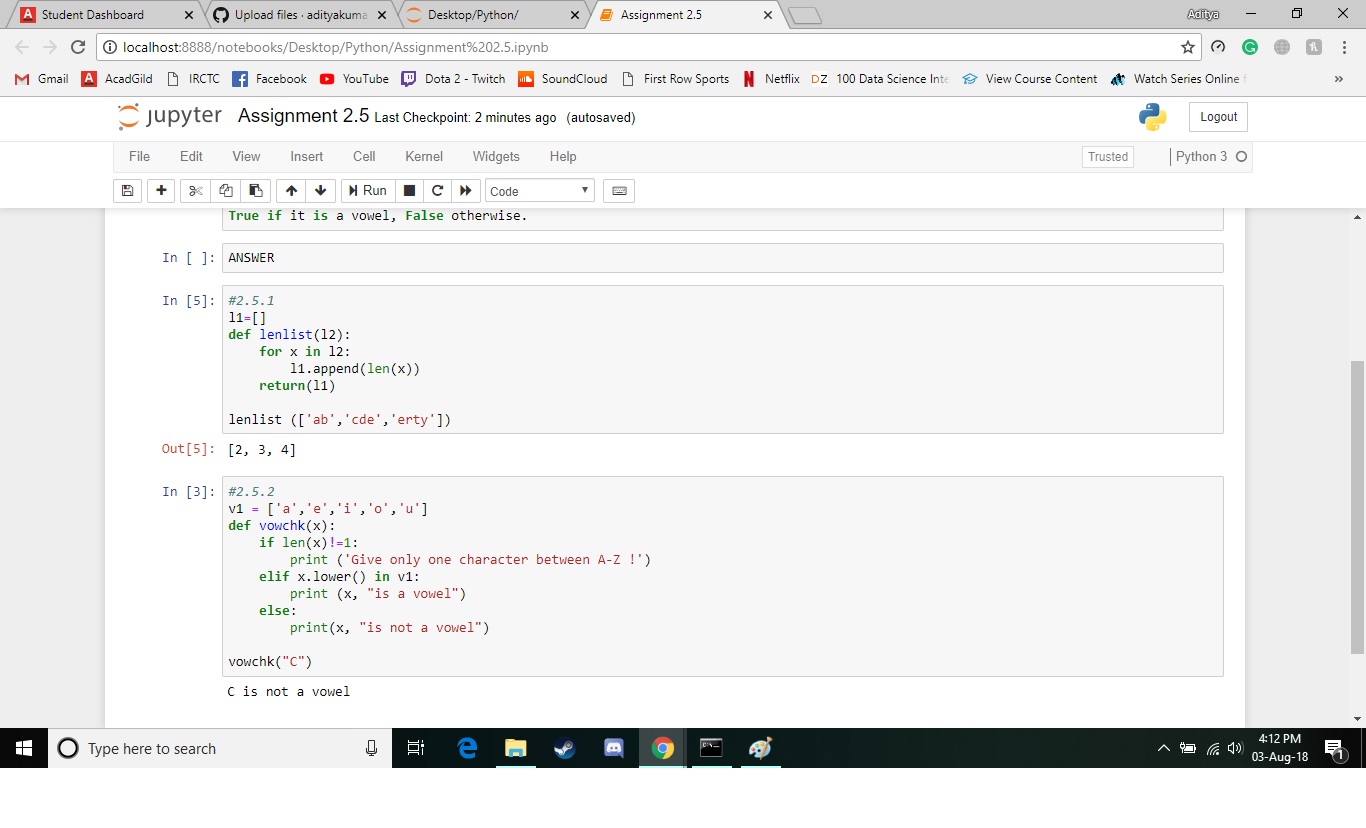 Student Dashboard
Upload files · adityakuma
Desktop/Python/
Assignment 2.5
Aditya
localhost:8888/notebooks/Desktop/Python/Assignment%202.5.ipynb
Gmail AcadGild IRCTC Facebook YouTube Dota 2 - Twitch SoundCloud First Row Sports Netflix DZ 100 Data Science Inte View Course Content Watch Series Online f »
jupyter Assignment 2.5 Last Checkpoint: 2 minutes ago (autosaved)
Logout
File Edit View Insert Cell Kernel Widgets Help
Trusted
Python 3
Run
Code
True if it is a vowel, False otherwise.
In [ ]: ANSWER
In [5]: #2.5.1
l1=[]
def lenlist(l2):
for x in l2:
l1.append(len(x))
return(l1)
lenlist (['ab','cde','erty'])
Out[5]: [2, 3, 4]
In [3]: #2.5.2
v1 = ['a','e','i','o','u']
def vowchk(x):
if len(x)!=1:
print ('Give only one character between A-Z !')
elif x.lower() in v1:
print (x, "is a vowel")
else:
print(x, "is not a vowel")
vowchk("C")
C is not a vowel
Type here to search
4:12 PM
03-Aug-18
1